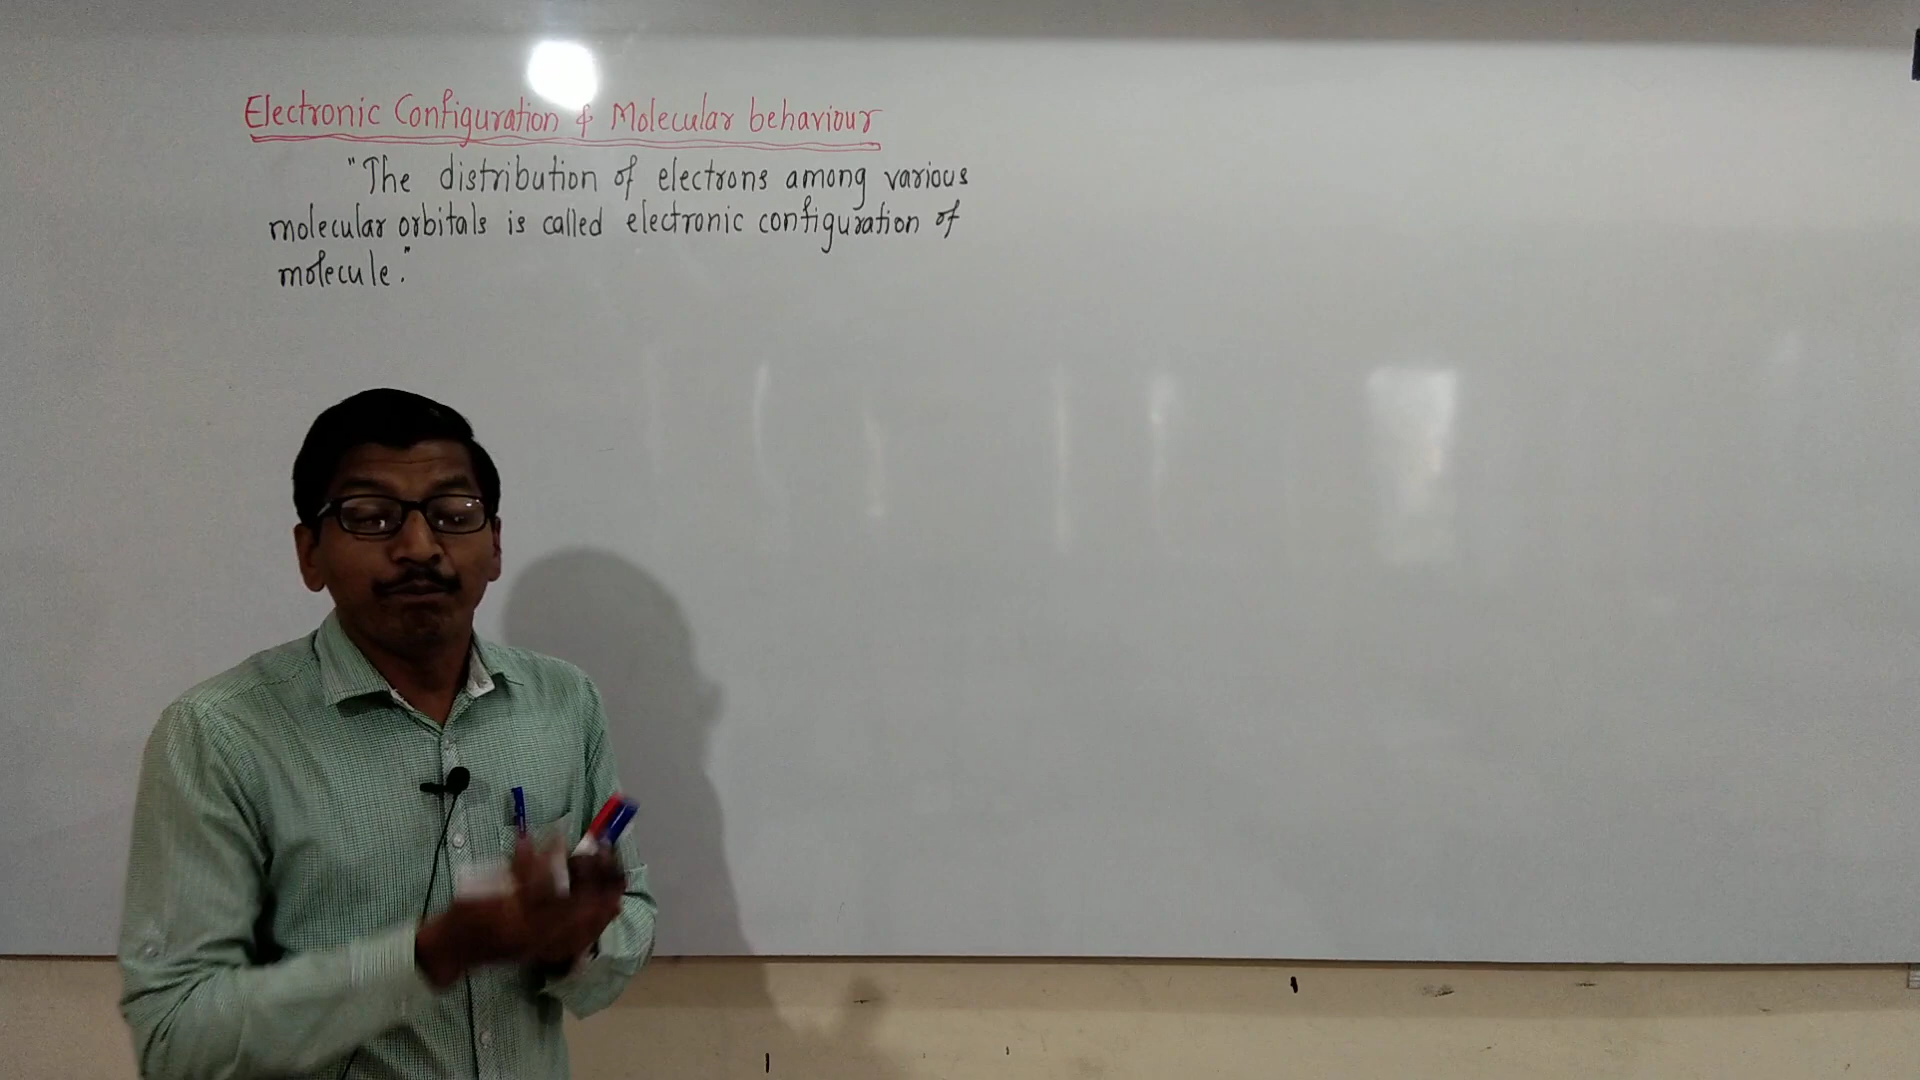 Electronic Configuration & Molecular behaviour
"The distribution of electrons among various
molecular orbitals is called electronic configuration of
molecule."